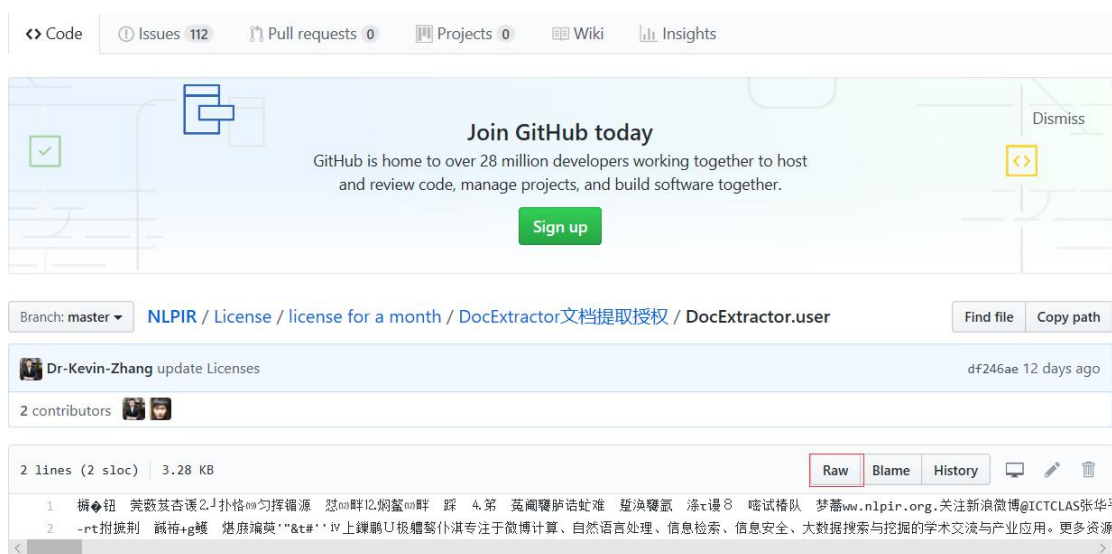 Code Issues 112 Pull requests 0 Projects 0 Wiki Insights
Join GitHub today
Dismiss
GitHub is home to over 28 million developers working together to host
and review code, manage projects, and build software together.
Sign up
Branch: master NLPIR / License / license for a month / DocExtractor文档提取授权 / DocExtractor.user Find file Copy path
Dr-Kevin-Zhang update Licenses df246ae 12 days ago
2 contributors
2 lines (2 sloc) 3.28 KB Raw Blame History
1 ww.nlpir.org.关注新浪微博@ICTCLAS张华
2 专注于微博计算、自然语言处理、信息检索、信息安全、大数据搜索与挖掘的学术交流与产业应用。更多资源